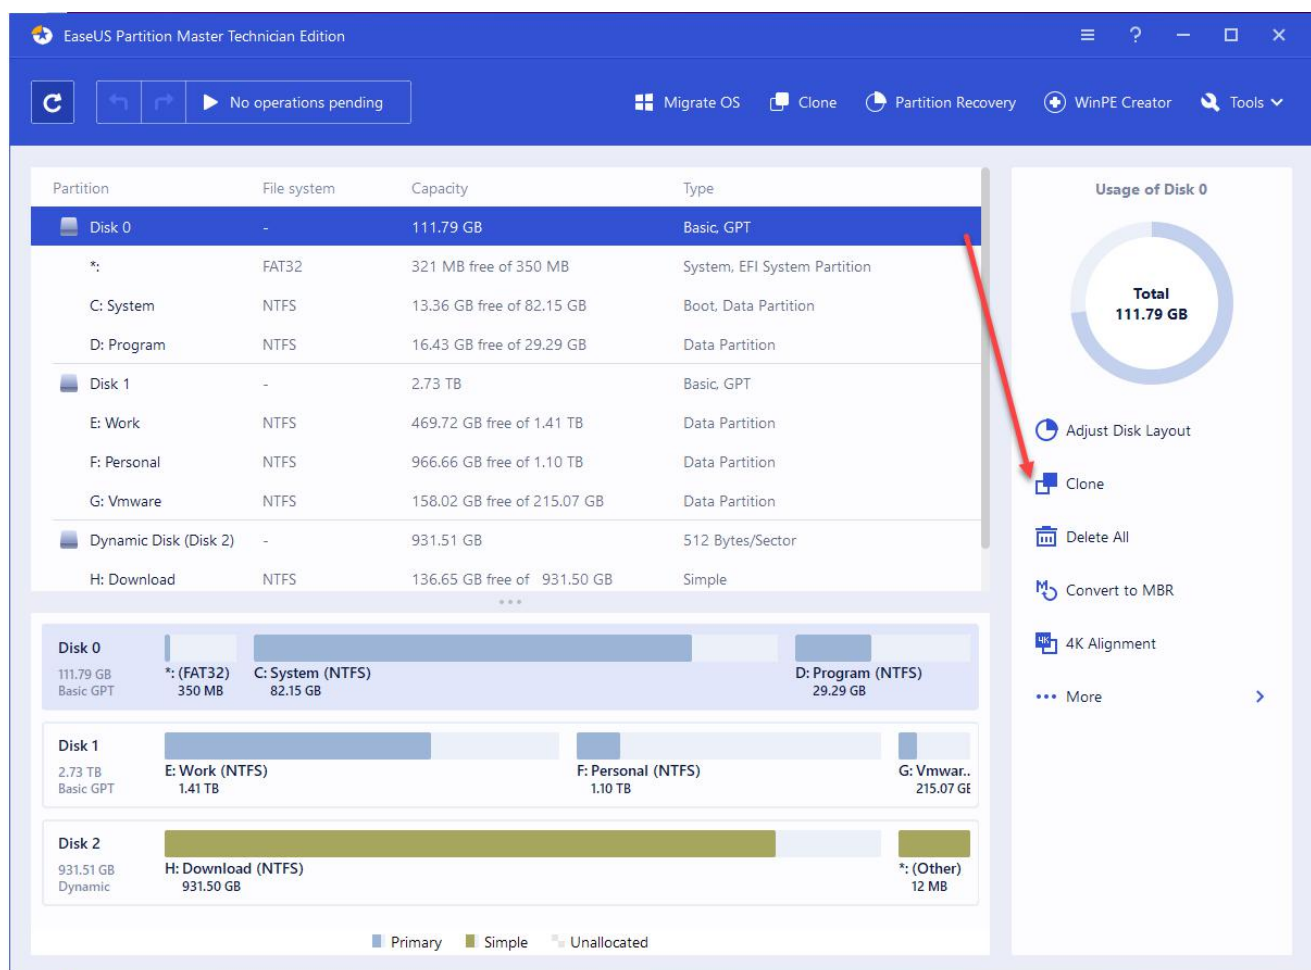 EaseUS Partition Master Technician Edition
No operations pending
Migrate OS
Clone
Partition Recovery
WinPE Creator
Tools
Partition File system Capacity Type
Disk 0 - 111.79 GB Basic, GPT
*: FAT32 321 MB free of 350 MB System, EFI System Partition
C: System NTFS 13.36 GB free of 82.15 GB Boot, Data Partition
D: Program NTFS 16.43 GB free of 29.29 GB Data Partition
Disk 1 - 2.73 TB Basic, GPT
E: Work NTFS 469.72 GB free of 1.41 TB Data Partition
F: Personal NTFS 966.66 GB free of 1.10 TB Data Partition
G: Vmware NTFS 158.02 GB free of 215.07 GB Data Partition
Dynamic Disk (Disk 2) - 931.51 GB 512 Bytes/Sector
H: Download NTFS 136.65 GB free of 931.50 GB Simple
Disk 0
111.79 GB
Basic GPT
*: (FAT32)
350 MB
C: System (NTFS)
82.15 GB
D: Program (NTFS)
29.29 GB
Disk 1
2.73 TB
Basic GPT
E: Work (NTFS)
1.41 TB
F: Personal (NTFS)
1.10 TB
G: Vmwar..
215.07 GB
Disk 2
931.51 GB
Dynamic
H: Download (NTFS)
931.50 GB
*: (Other)
12 MB
Primary Simple Unallocated
Usage of Disk 0
Total
111.79 GB
Adjust Disk Layout
Clone
Delete All
Convert to MBR
4K Alignment
More